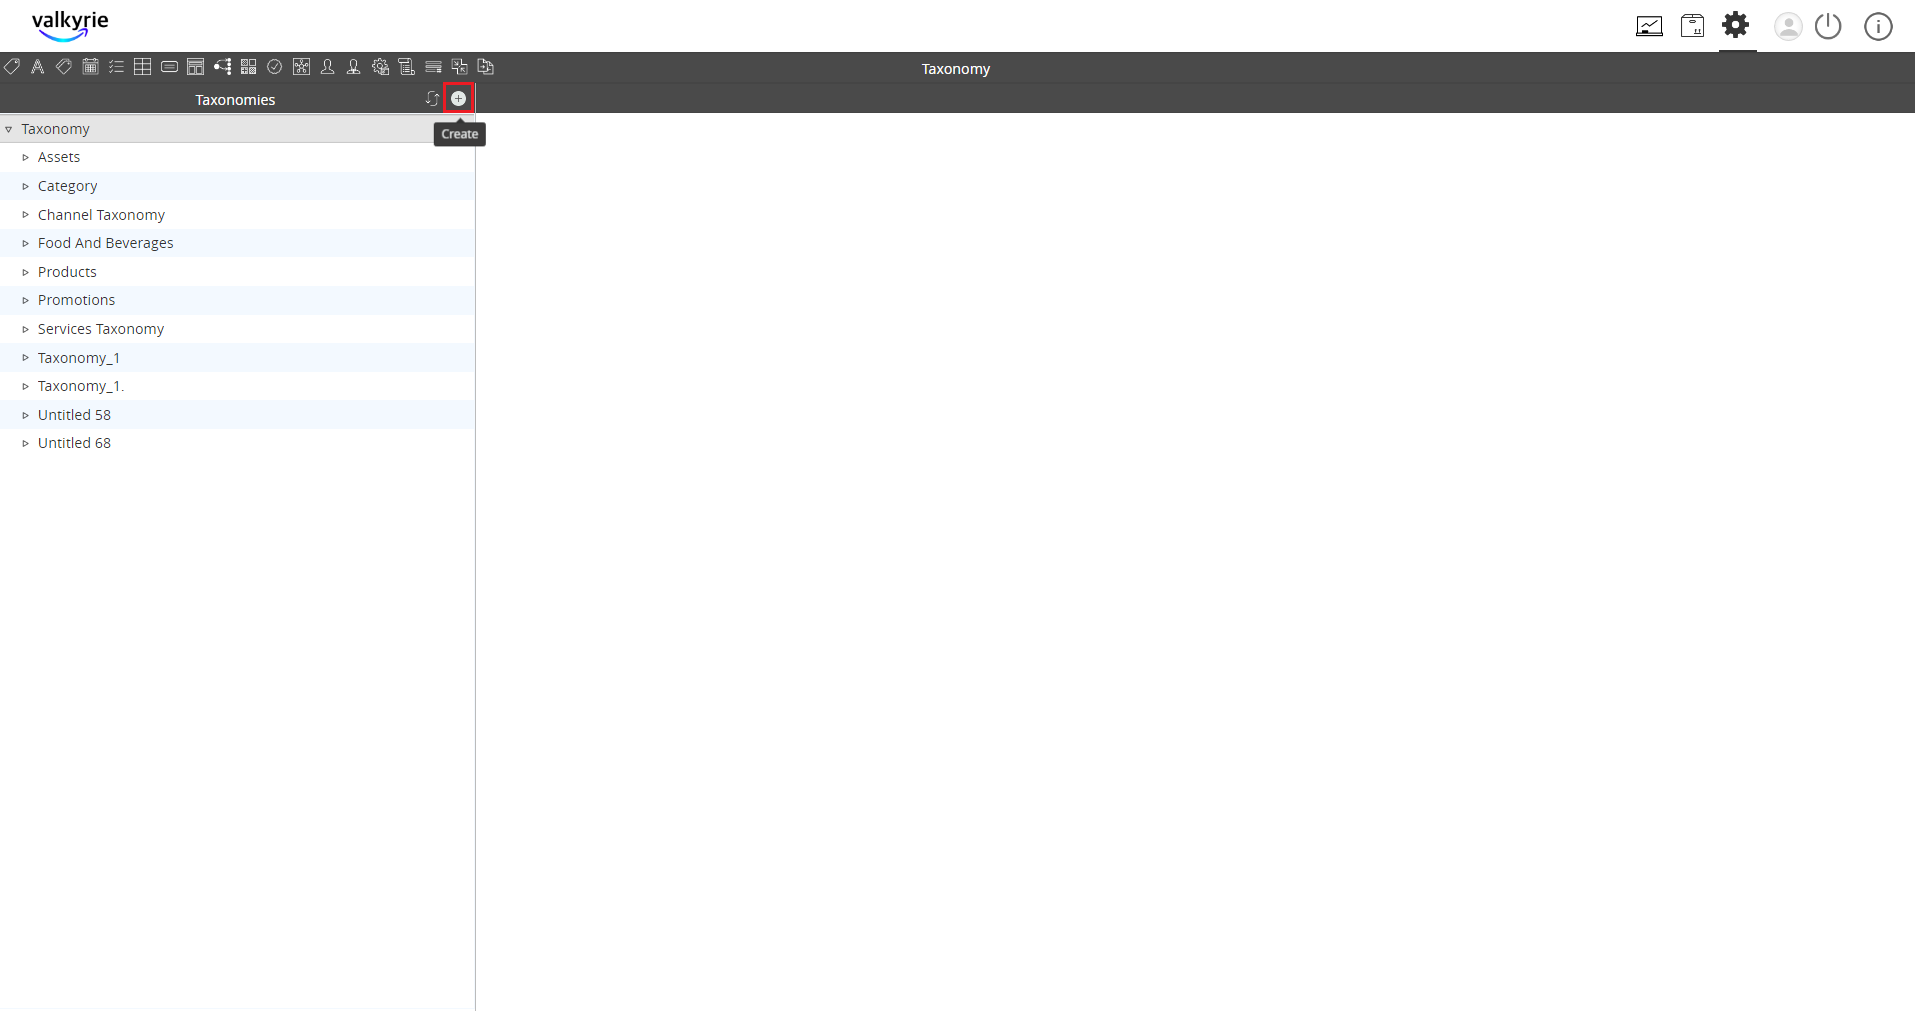 valkyrie
Taxonomy
Taxonomies
Create
Taxonomy
Assets
Category
Channel Taxonomy
Food And Beverages
Products
Promotions
Services Taxonomy
Taxonomy_1
Taxonomy_1.
Untitled 58
Untitled 68